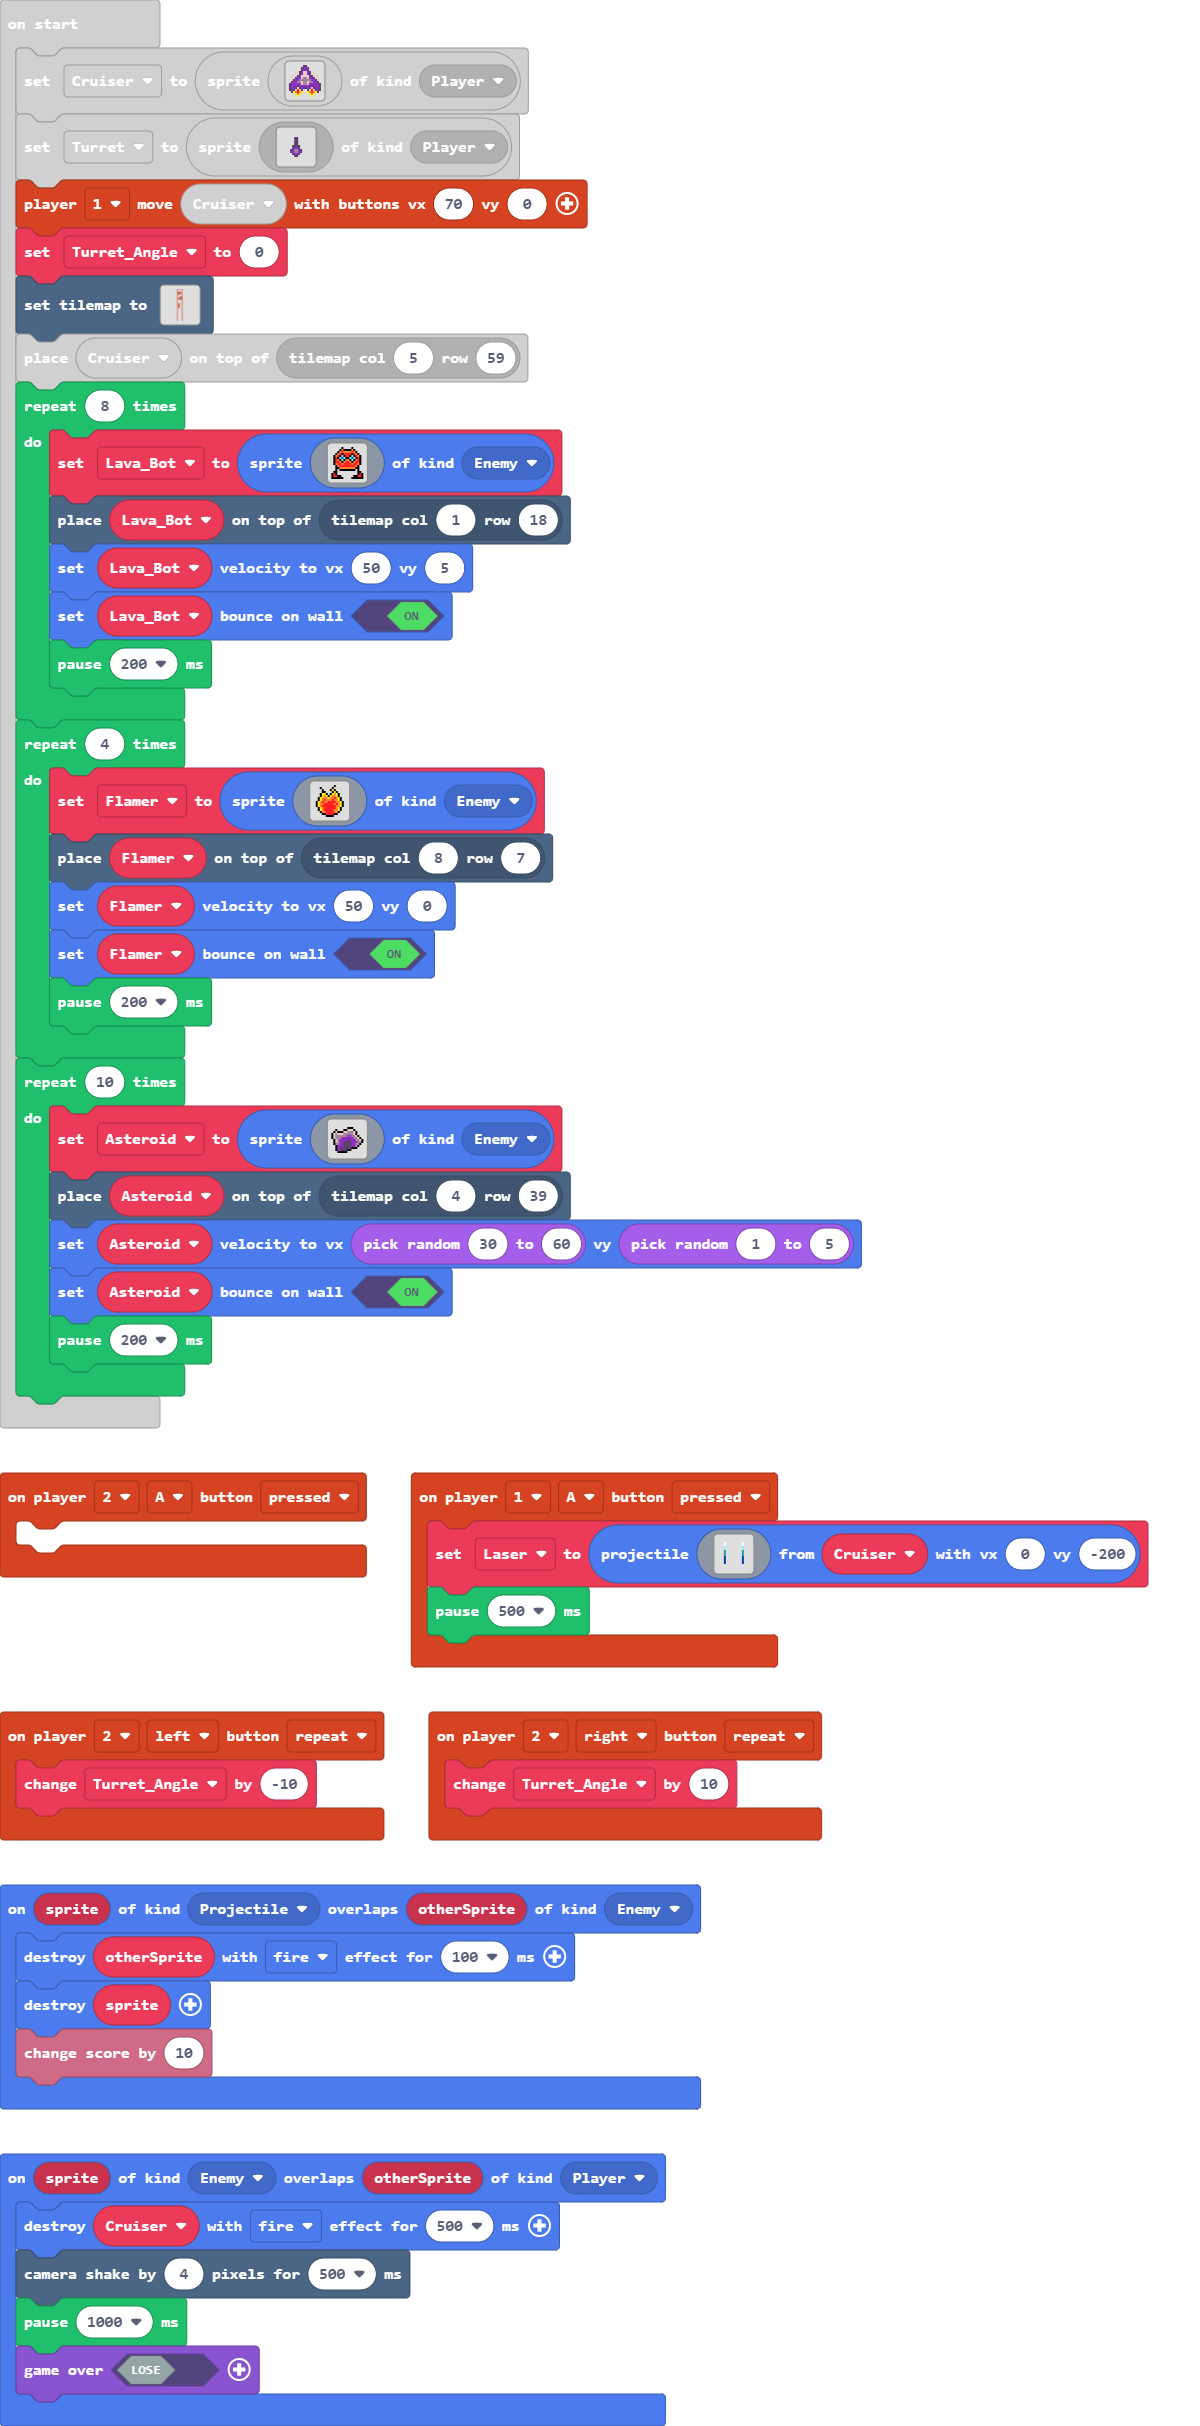 on start
set Cruiser to sprite of kind Player
set Turret to sprite of kind Player
player 1 move Cruiser with buttons vx 70 vy 0
set Turret_Angle to 0
set tilemap to
place Cruiser on top of tilemap col 5 row 59
repeat 8 times
do
set Lava_Bot to sprite of kind Enemy
place Lava_Bot on top of tilemap col 1 row 18
set Lava_Bot velocity to vx 50 vy 5
set Lava_Bot bounce on wall ON
pause 200 ms
repeat 4 times
do
set Flamer to sprite of kind Enemy
place Flamer on top of tilemap col 8 row 7
set Flamer velocity to vx 50 vy 0
set Flamer bounce on wall ON
pause 200 ms
repeat 10 times
do
set Asteroid to sprite of kind Enemy
place Asteroid on top of tilemap col 4 row 39
set Asteroid velocity to vx pick random 30 to 60 vy pick random 1 to 5
set Asteroid bounce on wall ON
pause 200 ms
on player 2 A button pressed
on player 1 A button pressed
set Laser to projectile from Cruiser with vx 0 vy -200
pause 500 ms
on player 2 left button repeat
change Turret_Angle by -10
on player 2 right button repeat
change Turret_Angle by 10
on sprite of kind Projectile overlaps otherSprite of kind Enemy
destroy otherSprite with fire effect for 100 ms
destroy sprite
change score by 10
on sprite of kind Enemy overlaps otherSprite of kind Player
destroy Cruiser with fire effect for 500 ms
camera shake by 4 pixels for 500 ms
pause 1000 ms
game over LOSE